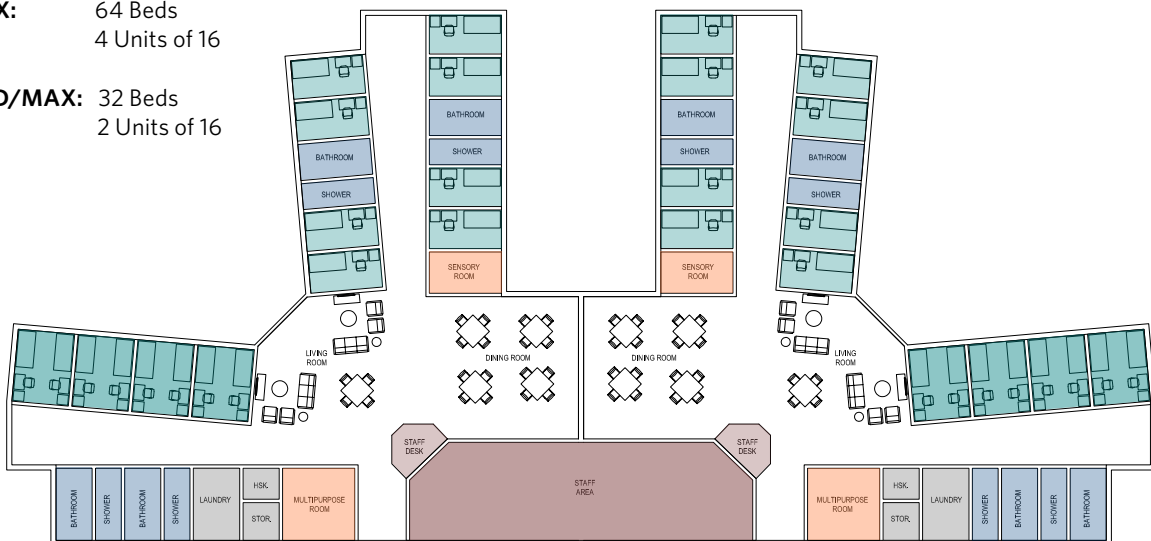 X: 64 Beds
4 Units of 16
D/MAX: 32 Beds
2 Units of 16
BATHROOM
SHOWER
BATHROOM
SHOWER
SENSORY
ROOM
BATHROOM
SHOWER
SENSORY
ROOM
BATHROOM
SHOWER
LIVING
ROOM
DINING ROOM
DINING ROOM
LIVING
ROOM
STAFF
DESK
STAFF
DESK
STAFF
AREA
BATHROOM
SHOWER
BATHROOM
SHOWER
LAUNDRY
HSK.
STOR.
MULTIPURPOSE
ROOM
MULTIPURPOSE
ROOM
HSK.
STOR.
LAUNDRY
SHOWER
BATHROOM
SHOWER
BATHROOM